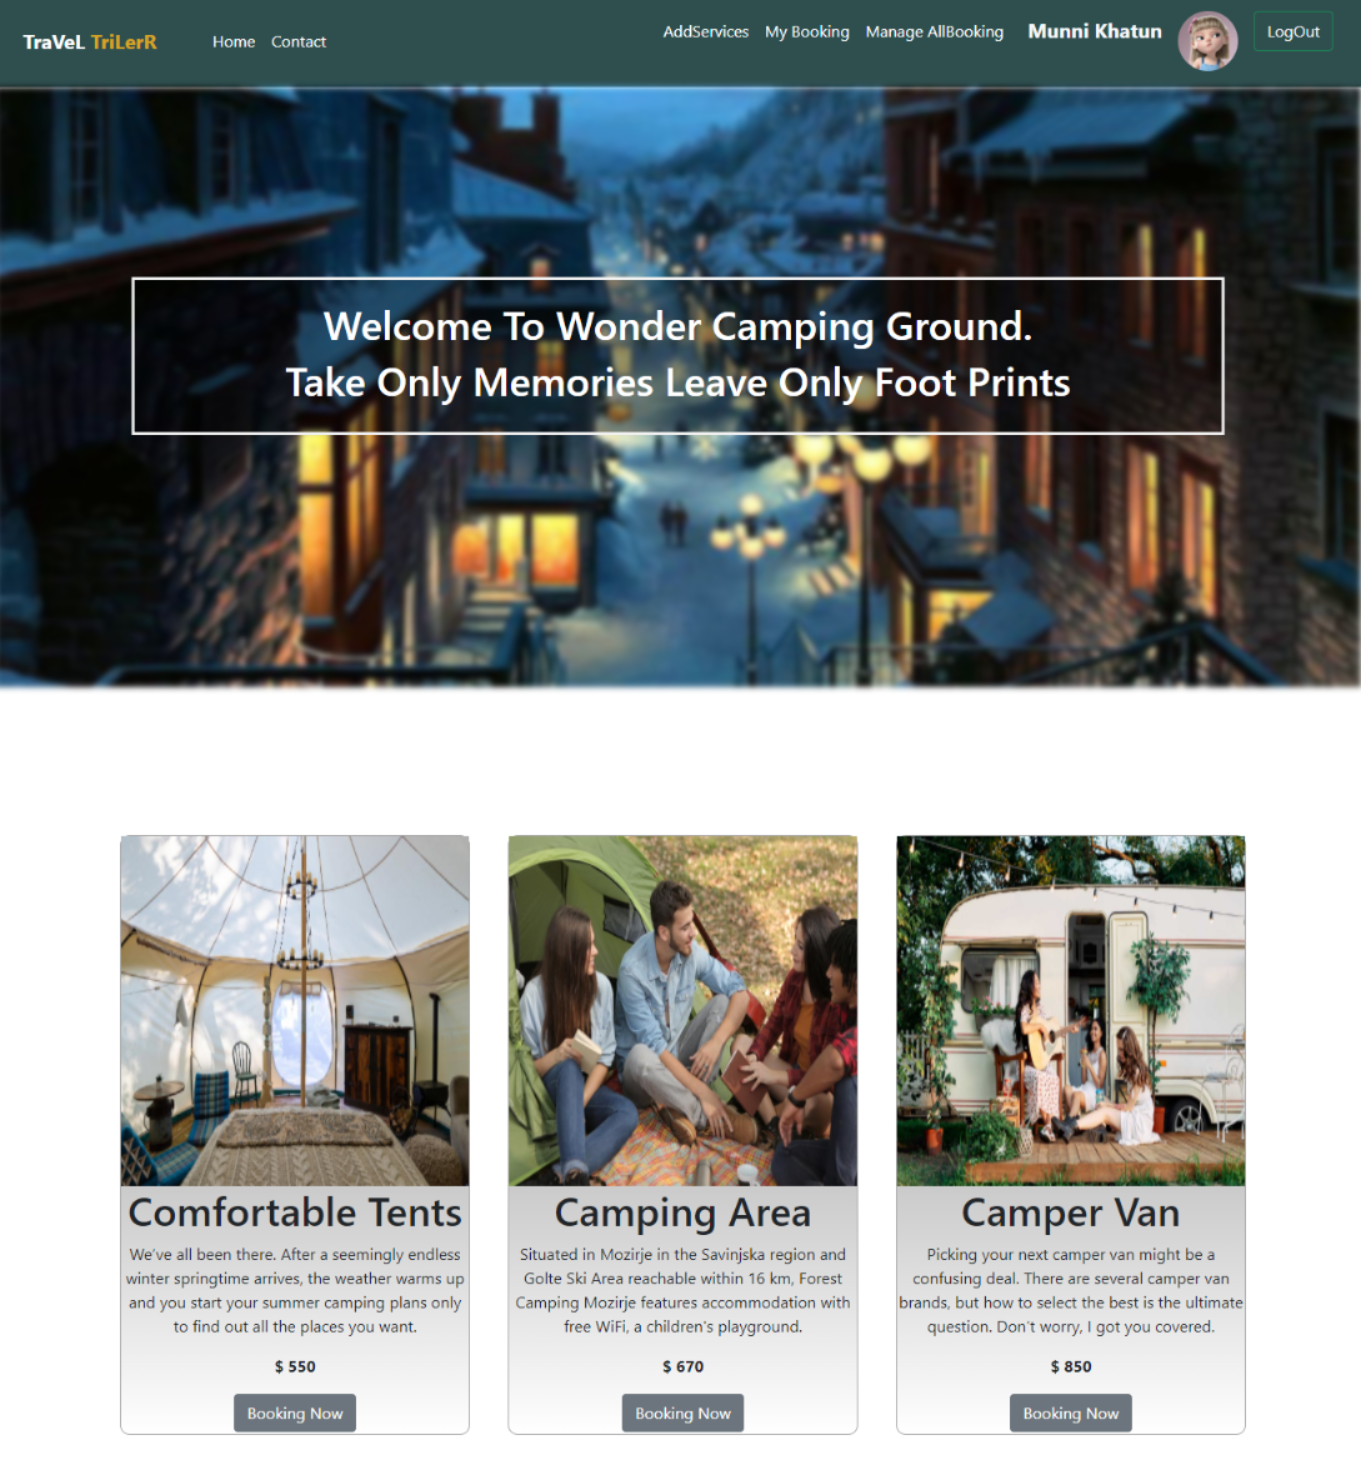 TraVeL TriLerR Home Contact AddServices My Booking Manage AllBooking Munni Khatun LogOut
Welcome To Wonder Camping Ground.
Take Only Memories Leave Only Foot Prints
Comfortable Tents
We've all been there. After a seemingly endless
winter springtime arrives, the weather warms up
and you start your summer camping plans only
to find out all the places you want.
$ 550
Booking Now
Camping Area
Situated in Mozirje in the Savinjska region and
Golte Ski Area reachable within 16 km, Forest
Camping Mozirje features accommodation with
free WiFi, a children's playground.
$ 670
Booking Now
Camper Van
Picking your next camper van might be a
confusing deal. There are several camper van
brands, but how to select the best is the ultimate
question. Don't worry, I got you covered.
$ 850
Booking Now